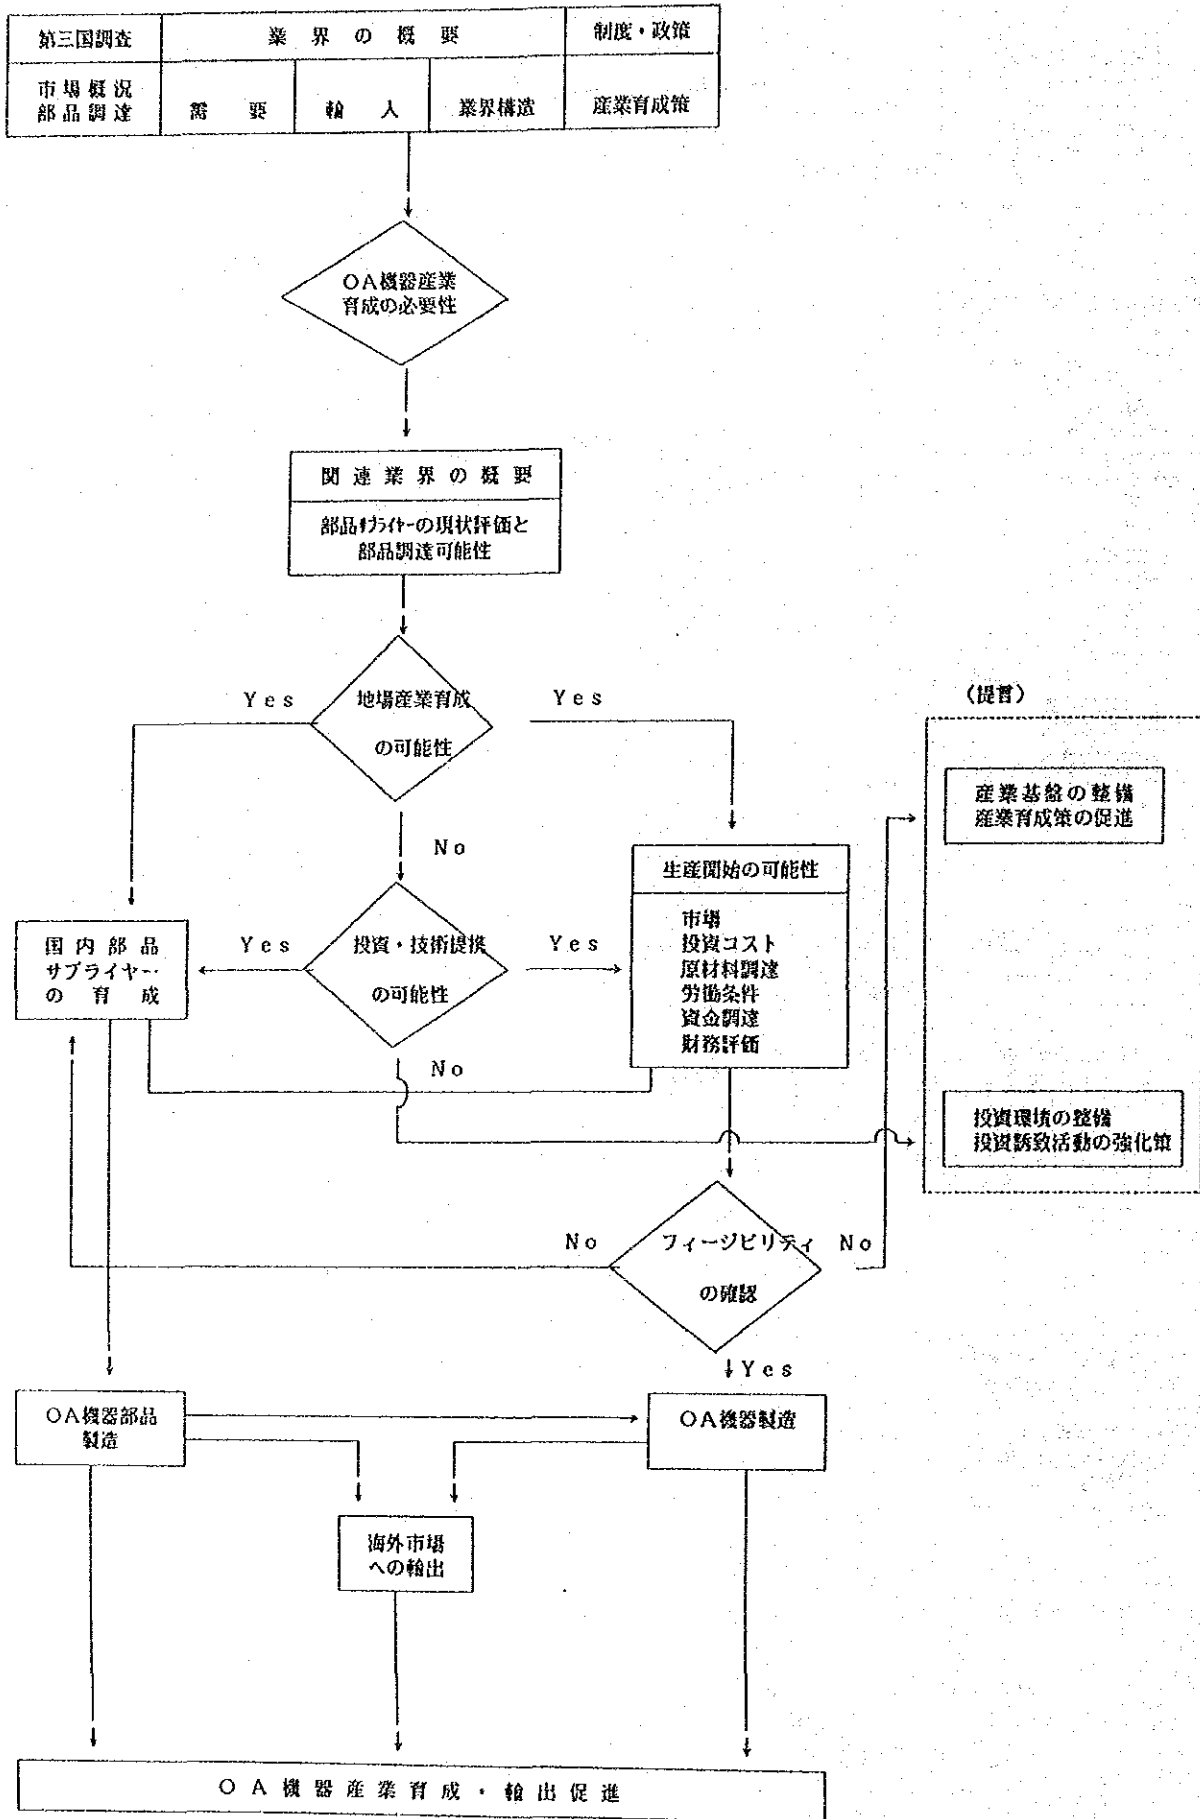 第三国調査
業界の概要
制度・政策
市場概況
部品調達
需要
輸入
業界構造
産業育成策
OA機器産業
育成の必要性
関連業界の概要
部品サプライヤーの現状評価と
部品調達可能性
Yes
地場産業育成
の可能性
Yes
No
(提言)
産業基盤の整備
産業育成策の促進
生産開始の可能性
市場
投資コスト
原材料調達
労働条件
資金調達
財務評価
国内部品
サプライヤー
の育成
Yes
投資・技術提携
の可能性
Yes
No
投資環境の整備
投資誘致活動の強化策
No
フィージビリティ
の確認
No
Yes
OA機器部品
製造
OA機器製造
海外市場
への輸出
OA機器産業育成・輸出促進